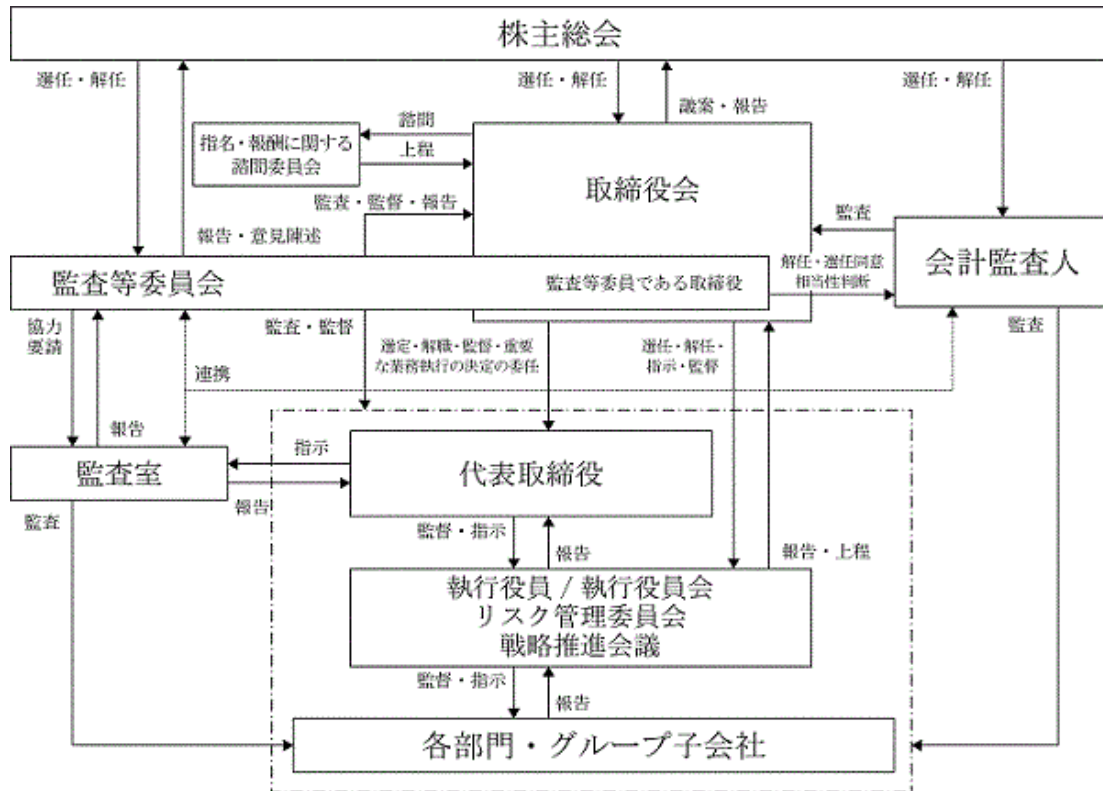 株主総会
選任・解任
選任・解任
選任・解任
議案・報告
諮問
指名・報酬に関する
諮問委員会
上程
取締役会
監査・監督・報告
監査
報告・意見陳述
会計監査人
監査等委員会
監査等委員である取締役
解任・選任同意
相当性判断
協力
要請
監査・監督
選定・解職・監督・重要
な業務執行の決定の委任
選任・解任・
指示・監督
監査
連携
報告
監査室
指示
代表取締役
報告
監査
監督・指示
報告
報告・上程
執行役員 / 執行役員会
リスク管理委員会
戦略推進会議
監督・指示
報告
各部門・グループ子会社